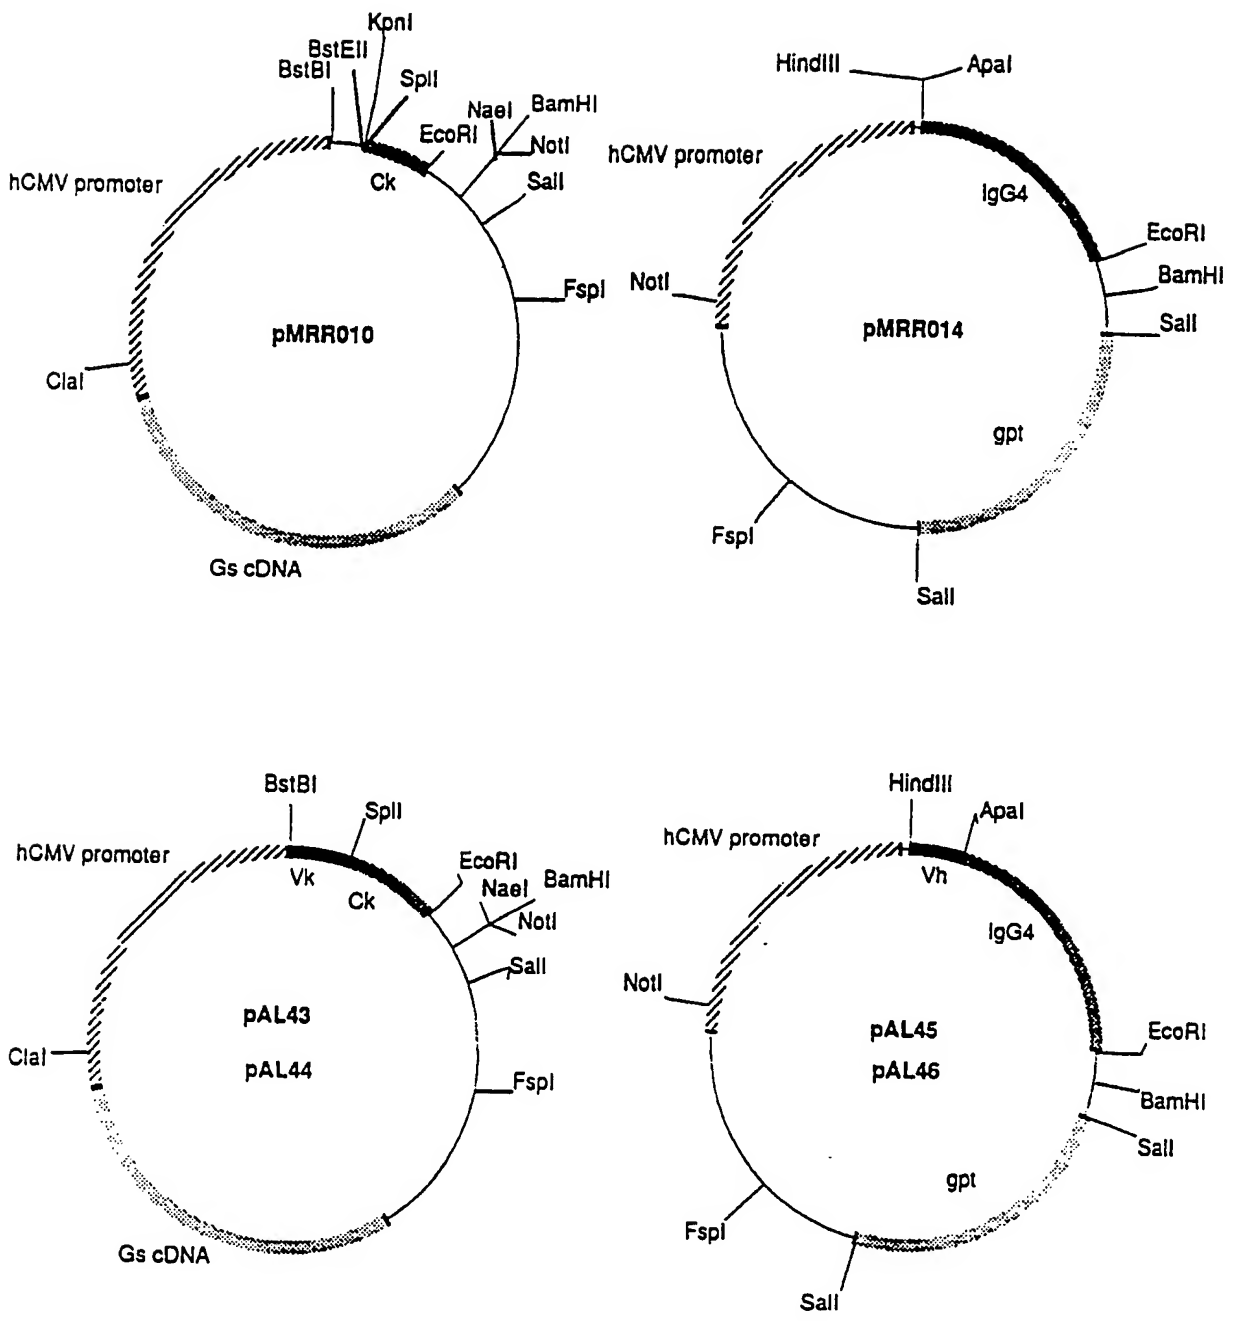 KpnI
BstEII
BstBI
SplI
NaeI
BamHI
EcoRI
NotI
hCMV promoter
Ck
SalI
FspI
pMRR010
ClaI
Gs cDNA
HindIII
ApaI
hCMV promoter
IgG4
EcoRI
BamHI
NotI
SalI
pMRR014
gpt
FspI
SalI
BstBI
SplI
hCMV promoter
EcoRI
Vk
NaeI
BamHI
Ck
NotI
SalI
pAL43
ClaI
pAL44
FspI
Gs cDNA
HindIII
ApaI
hCMV promoter
Vh
IgG4
NotI
pAL45
EcoRI
pAL46
BamHI
SalI
gpt
FspI
SalI